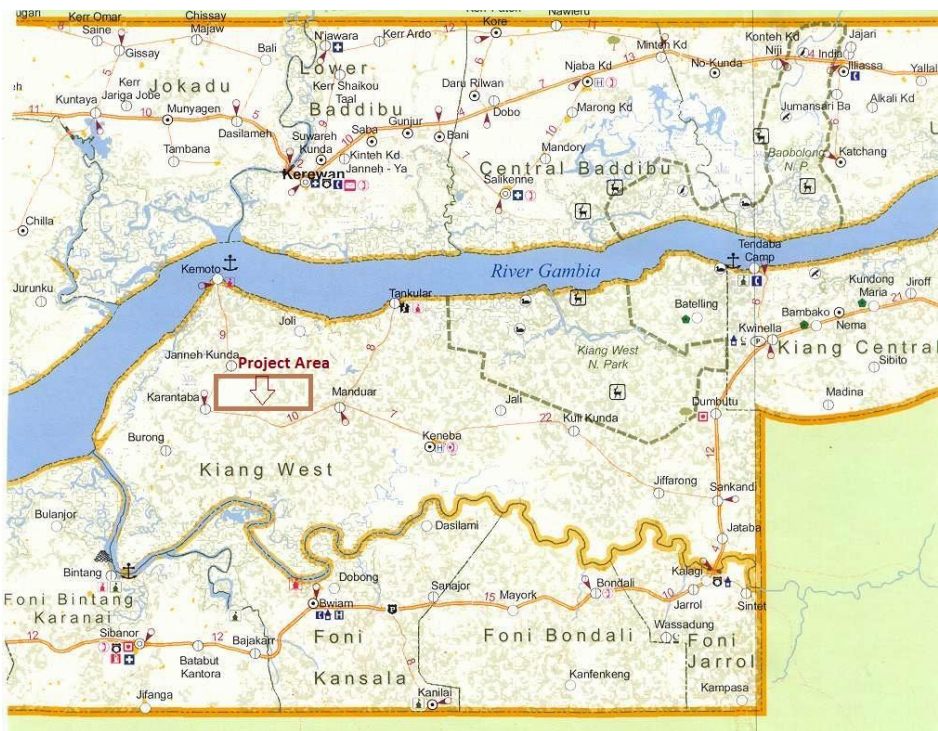 Kerr Omar
Saine
Chissay
Majaw
Gissay
Bali
N'jawara
Kerr Ardo
Kore
Nawleru
Minteh Kd
Konteh Kd
Niji
India
Jajari
Illiassa
Yallal
No-Kunda
Njaba Kd
Lower
Baddibu
Kerr Shaikou
Taal
Jokadu
Kerr
Jariga Jobe
Kuntaya
Munyagen
Dasilameh
Tambana
Daru Rilwan
Dobo
Marong Kd
Jumansari Ba
Alkali Kd
Gunjur
Saba
Bani
Suwareh
Kunda
Kinteh Kd
Janneh - Ya
Kerewan
Mandory
Central Baddibu
Salikenne
Baobolong
N. P.
Katchang
Chilla
Jurunku
Kemoto
River Gambia
Tendaba
Camp
Tankular
Joli
Batelling
Kundong
Maria
Jiroff
Bambako
Nema
Kwinella
Kiang Central
Sibito
Madina
Kiang West
N. Park
Janneh Kunda
Project Area
Karantaba
Manduar
Jali
Kuli Kunda
Dumbutu
Keneba
Burong
Kiang West
Jiffarong
Sankandi
Jataba
Bulanjor
Dasilami
Bintang
Dobong
Sanajor
Kalagi
Bondali
Jarrol
Sintet
Mayork
Foni Bintang
Karanai
Bwiam
Sibanor
Bajakarr
Batabut
Kantora
Foni
Kansala
Foni Bondali
Wassadung
Foni
Jarrol
Kanfenkeng
Kampasa
Jifanga
Kanilai